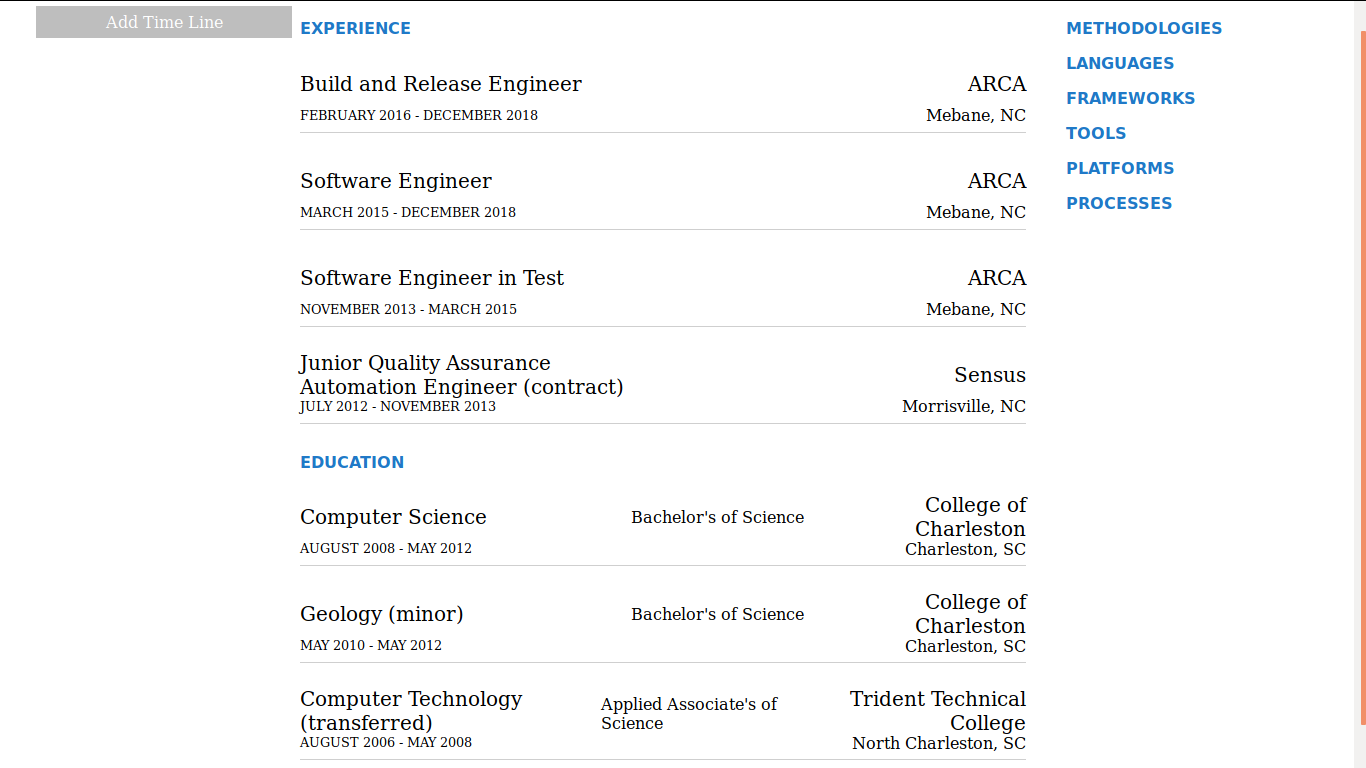 Add Time Line
EXPERIENCE
Build and Release Engineer
ARCA
FEBRUARY 2016 - DECEMBER 2018
Mebane, NC
Software Engineer
ARCA
MARCH 2015 - DECEMBER 2018
Mebane, NC
Software Engineer in Test
ARCA
NOVEMBER 2013 - MARCH 2015
Mebane, NC
Junior Quality Assurance
Automation Engineer (contract)
Sensus
JULY 2012 - NOVEMBER 2013
Morrisville, NC
EDUCATION
Computer Science
Bachelor's of Science
College of
Charleston
AUGUST 2008 - MAY 2012
Charleston, SC
Geology (minor)
Bachelor's of Science
College of
Charleston
MAY 2010 - MAY 2012
Charleston, SC
Computer Technology
(transferred)
Applied Associate's of
Science
Trident Technical
College
AUGUST 2006 - MAY 2008
North Charleston, SC
METHODOLOGIES
LANGUAGES
FRAMEWORKS
TOOLS
PLATFORMS
PROCESSES